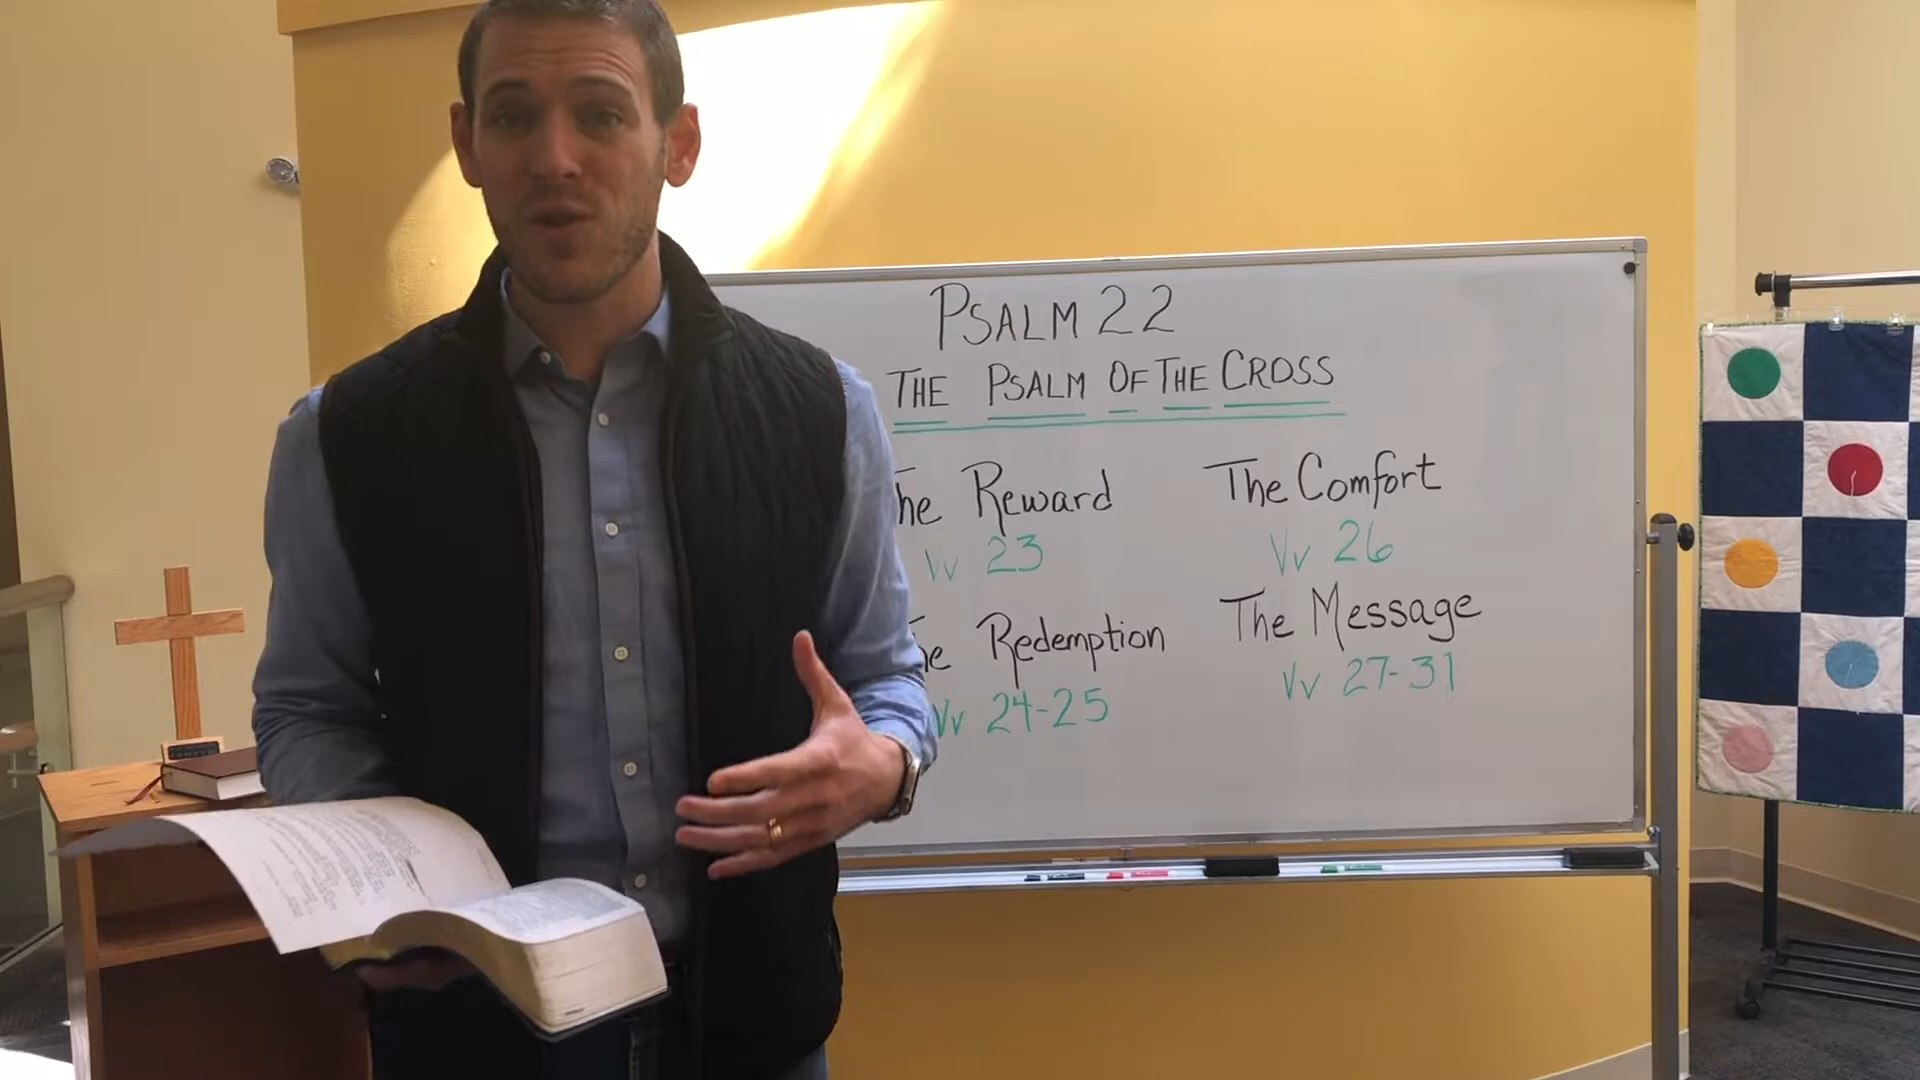 PSALM 22
THE PSALM OF THE CROSS
he Reward
Vv 23
e Redemption
Vv 24-25
The Comfort
Vv 26
The Message
Vv 27-31